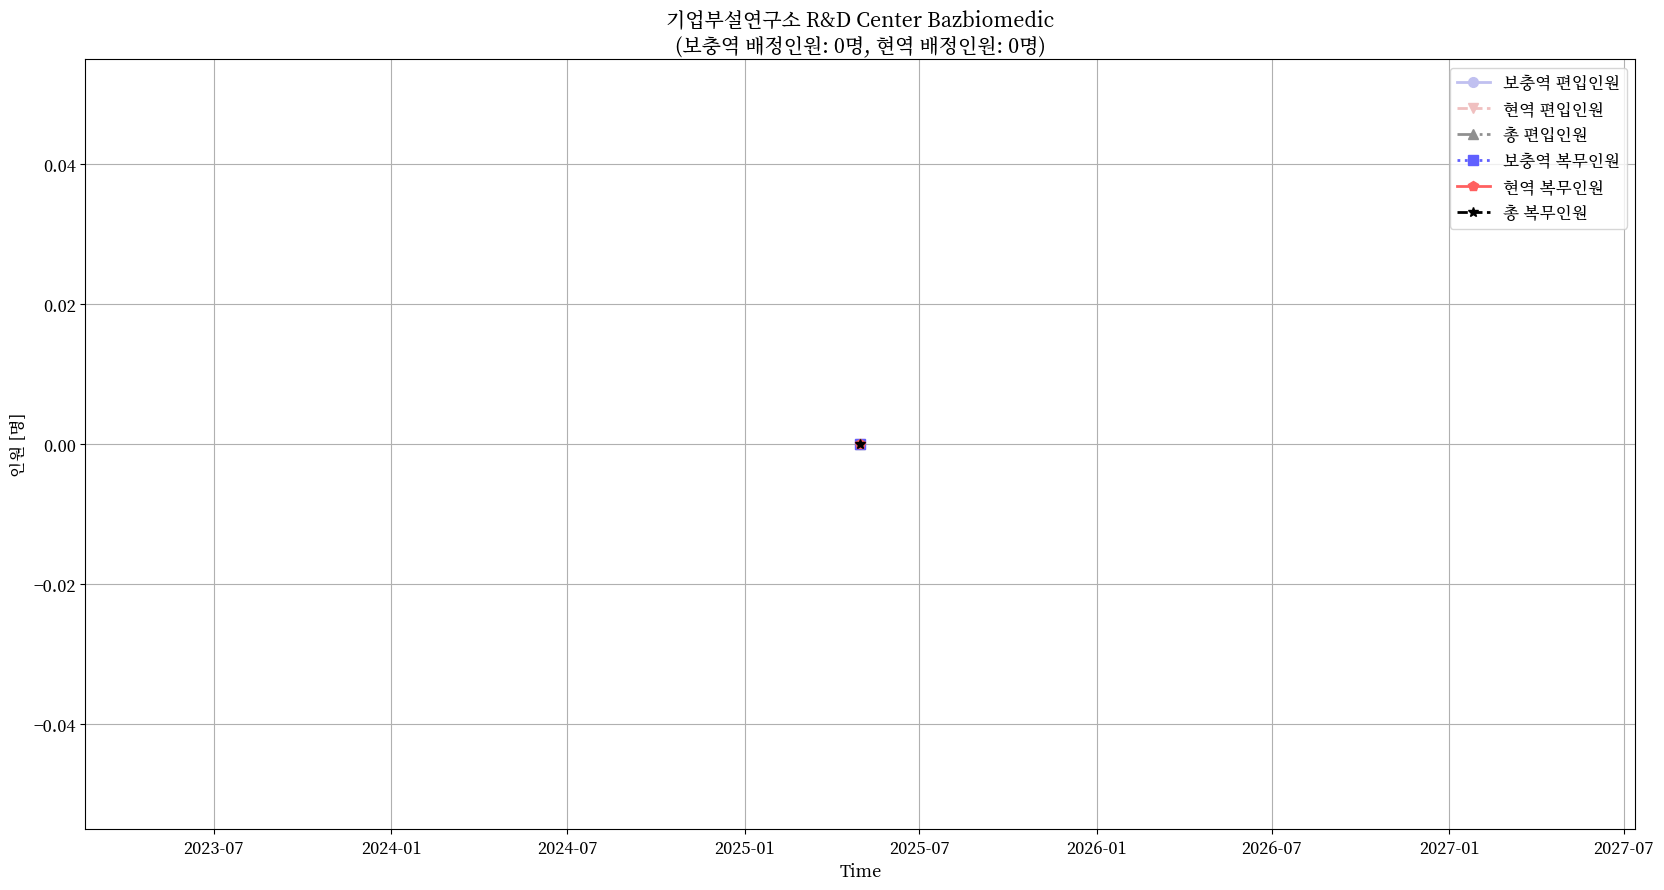 기업부설연구소 R&D Center Bazbiomedic
(보충역 배정인원: 0명, 현역 배정인원: 0명)
보충역 편입인원
현역 편입인원
총 편입인원
보충역 복무인원
현역 복무인원
총 복무인원
인원 [명]
0.04
0.02
0.00
−0.02
−0.04
2023-07 2024-01 2024-07 2025-01 2025-07 2026-01 2026-07 2027-01 2027-07
Time